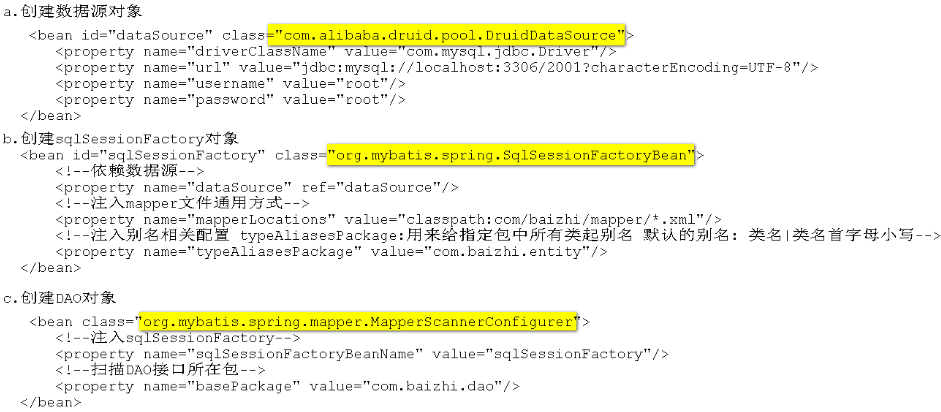 a.创建数据源对象
<bean id="dataSource" class="com.alibaba.druid.pool.DruidDataSource">
<property name="driverClassName" value="com.mysql.jdbc.Driver"/>
<property name="url" value="jdbc:mysql://localhost:3306/2001?characterEncoding=UTF-8"/>
<property name="username" value="root"/>
<property name="password" value="root"/>
</bean>
b.创建sqlSessionFactory对象
<bean id="sqlSessionFactory" class="org.mybatis.spring.SqlSessionFactoryBean">
<!--依赖数据源-->
<property name="dataSource" ref="dataSource"/>
<!--注入mapper文件通用方式-->
<property name="mapperLocations" value="classpath:com/baizhi/mapper/*.xml"/>
<!--注入别名相关配置 typeAliasesPackage:用来给指定包中所有类起别名 默认的别名: 类名|类名首字母小写-->
<property name="typeAliasesPackage" value="com.baizhi.entity"/>
</bean>
c.创建DAO对象
<bean class="org.mybatis.spring.mapper.MapperScannerConfigurer">
<!--注入sqlSessionFactory-->
<property name="sqlSessionFactoryBeanName" value="sqlSessionFactory"/>
<!--扫描DAO接口所在包-->
<property name="basePackage" value="com.baizhi.dao"/>
</bean>